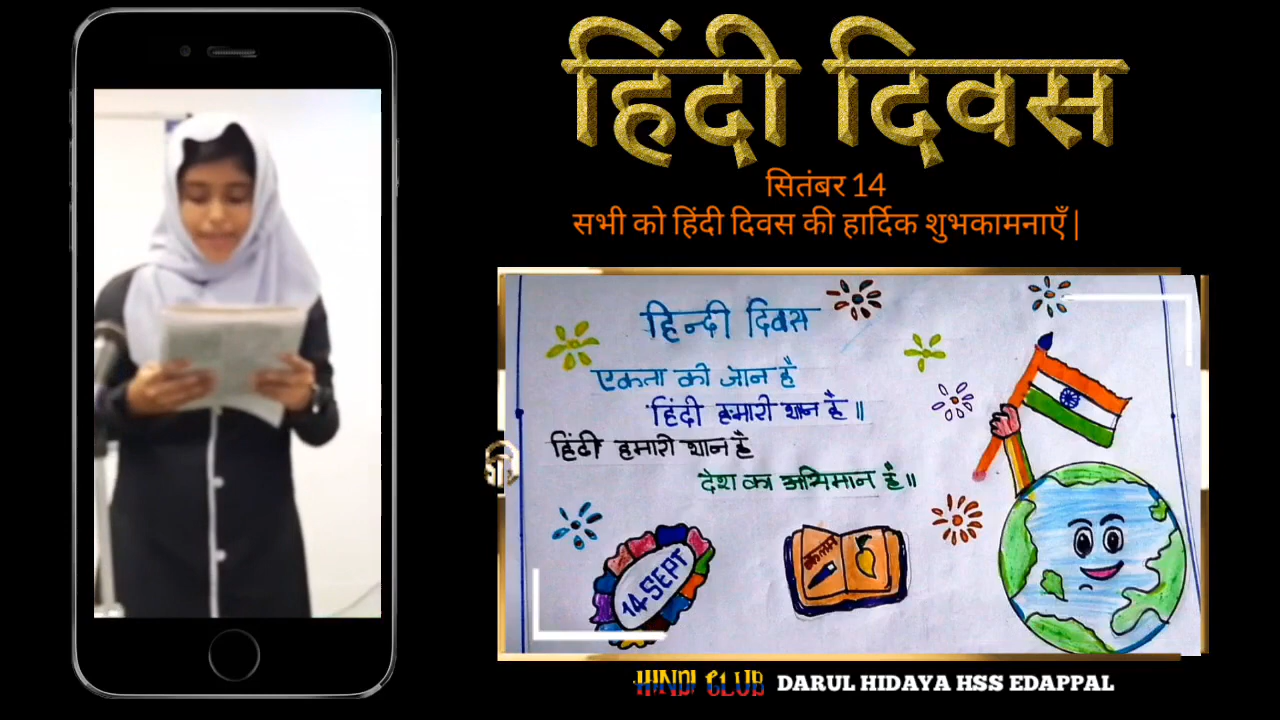 हिंदी दिवस
सितंबर 14
सभी को हिंदी दिवस की हार्दिक शुभकामनाएँ |
हिन्दी दिवस
एकता की जान है
हिंदी हमारी शान है ॥
हिंदी हमारी शान है
देश का अभिमान है ॥
14-SEPT
कलम
HINDI CLUB DARUL HIDAYA HSS EDAPPAL